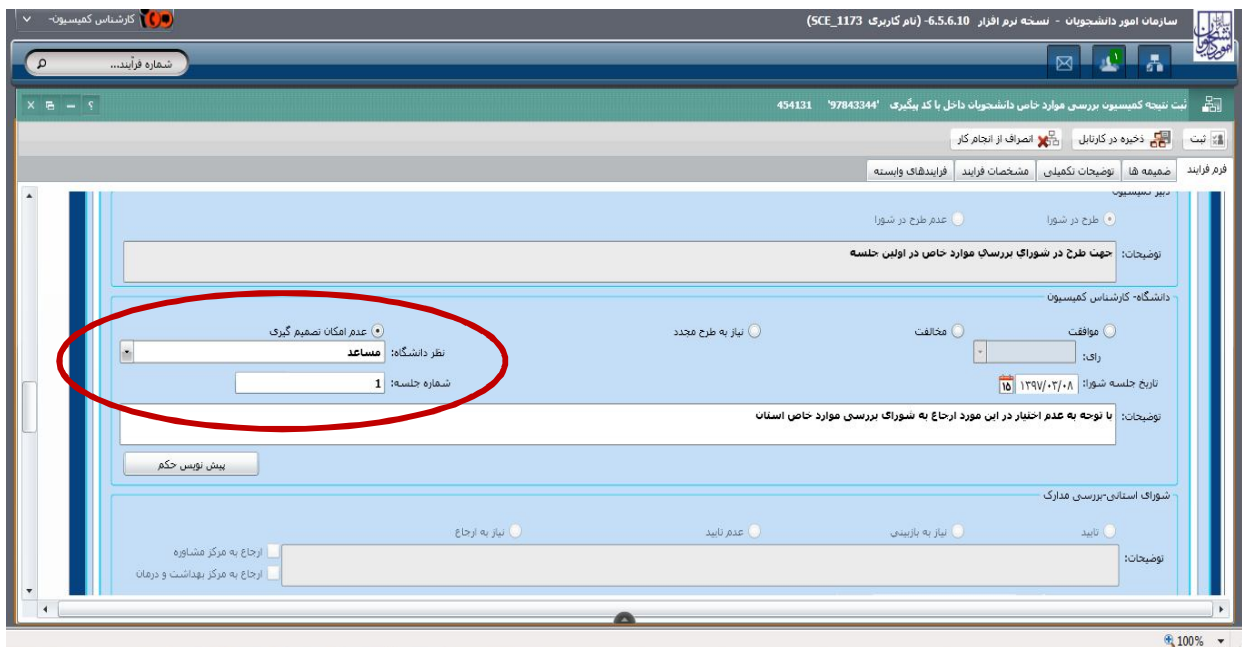 سازمان امور دانشجویان - نسخه نرم افزار 6.5.6.10- (نام کاربری SCE_1173)
کارشناس کمیسیون-
امور دانشجویان
۱
شماره فرآیند...
ثبت نتیجه کمیسیون بررسی موارد خاص دانشجویان داخل با کد پیگیری '97843344' 454131
ثبت ذخیره در کارتابل انصراف از انجام کار
فرم فرایند ضمیمه ها توضیحات تکمیلی مشخصات فرایند فرایندهای وابسته
دبیر کمیسیون
طرح در شورا عدم طرح در شورا
توضیحات: جهت طرح در شورای بررسی موارد خاص در اولین جلسه
دانشگاه- کارشناس کمیسیون
موافقت مخالفت نیاز به طرح مجدد عدم امکان تصمیم گیری
رای: نظر دانشگاه: مساعد
تاریخ جلسه شورا: ۱۳۹۷/۰۳/۰۸ 15 شماره جلسه: 1
توضیحات: با توجه به عدم اختیار در این مورد ارجاع به شورای بررسی موارد خاص استان
پیش نویس حکم
شورای استانی-بررسی مدارک
تایید نیاز به بازبینی عدم تایید نیاز به ارجاع
توضیحات: ارجاع به مرکز مشاوره
ارجاع به مرکز بهداشت و درمان
100%